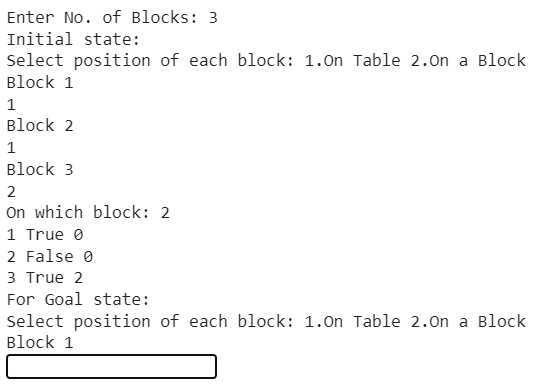 Enter No. of Blocks: 3
Initial state:
Select position of each block: 1.On Table 2.On a Block
Block 1
1
Block 2
1
Block 3
2
On which block: 2
1 True 0
2 False 0
3 True 2
For Goal state:
Select position of each block: 1.On Table 2.On a Block
Block 1